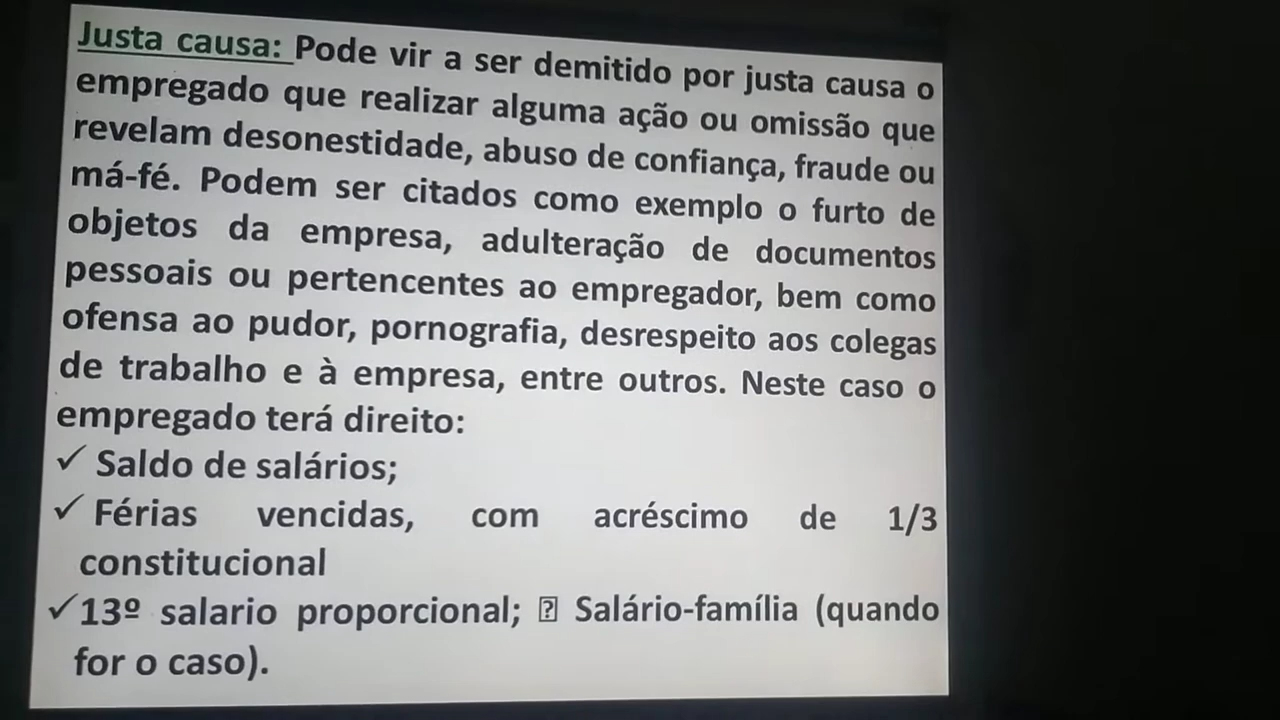 Justa causa: Pode vir a ser demitido por justa causa o
empregado que realizar alguma ação ou omissão que
revelam desonestidade, abuso de confiança, fraude ou
má-fé. Podem ser citados como exemplo o furto de
objetos da empresa, adulteração de documentos
pessoais ou pertencentes ao empregador, bem como
ofensa ao pudor, pornografia, desrespeito aos colegas
de trabalho e à empresa, entre outros. Neste caso o
empregado terá direito:
✓ Saldo de salários;
✓ Férias vencidas, com acréscimo de 1/3
constitucional
✓13º salario proporcional; ⍰ Salário-família (quando
for o caso).